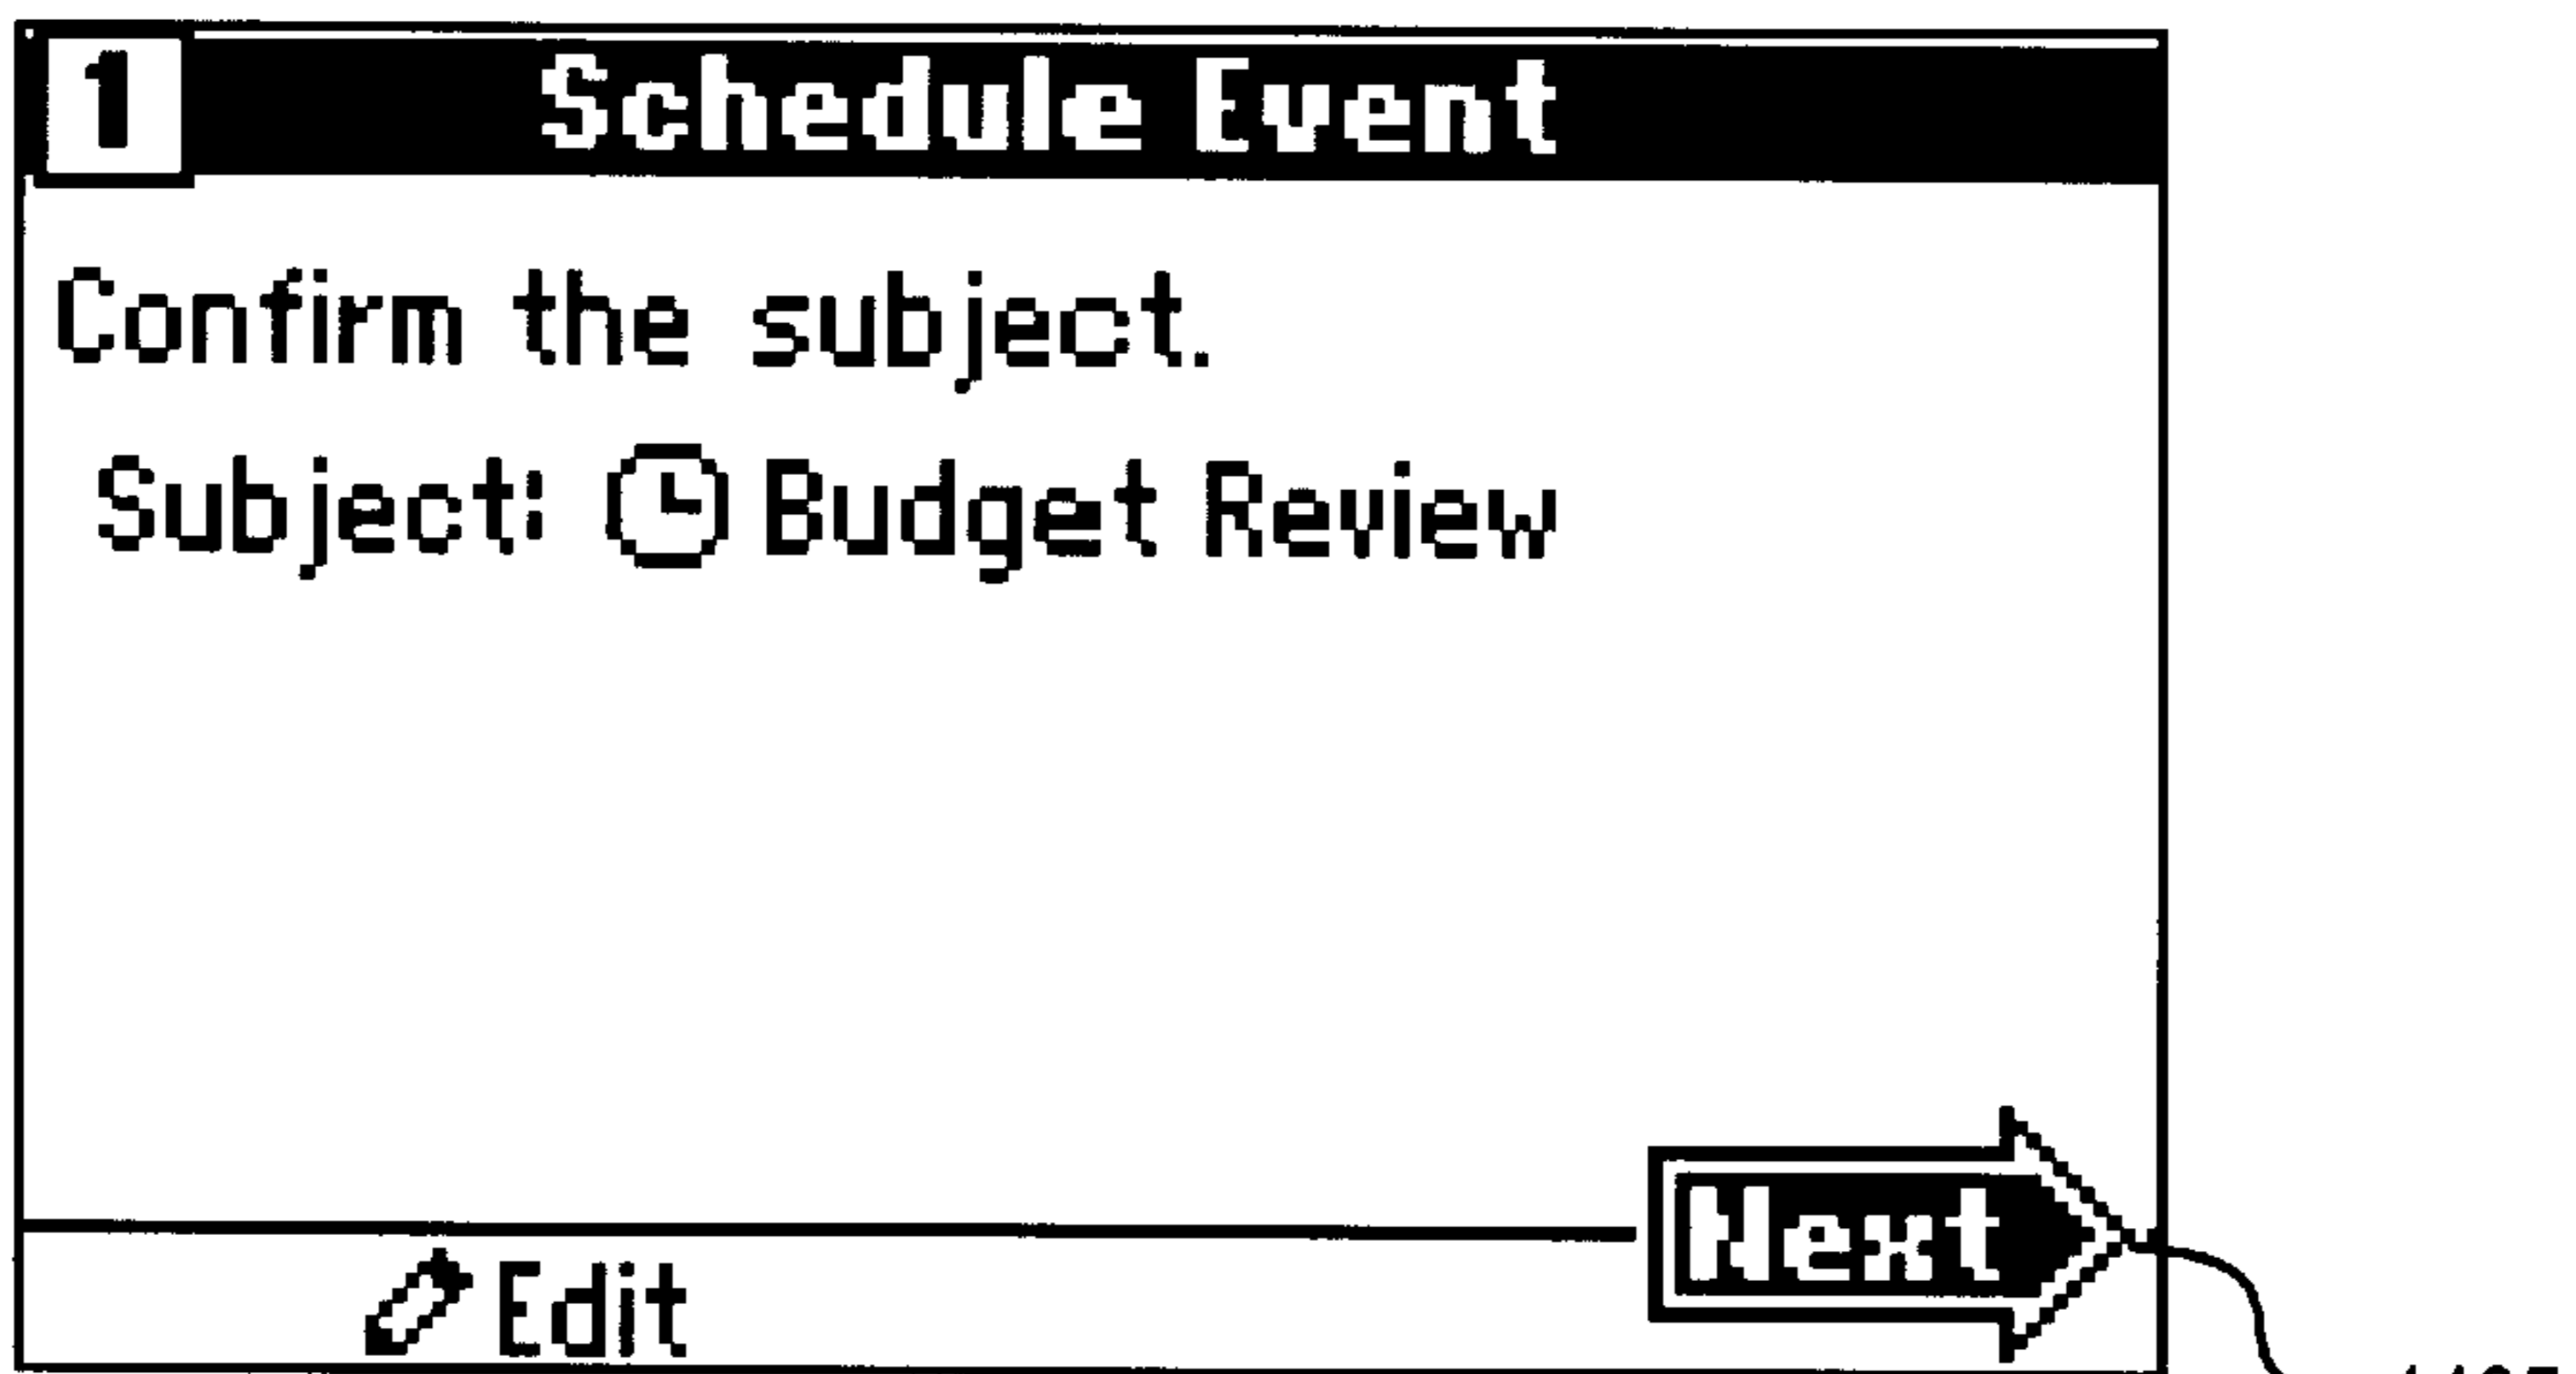 1 Schedule Event
Confirm the subject.
Subject: Budget Review
Edit
Next